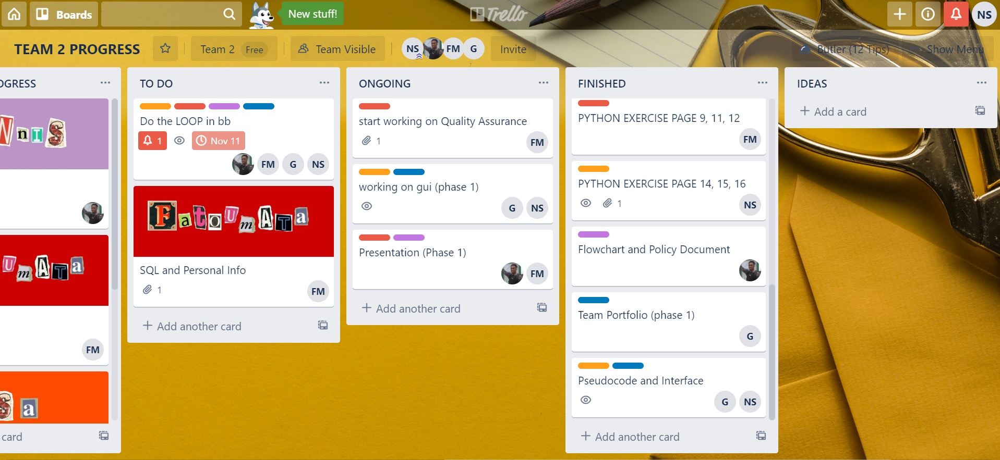 Boards
New stuff!
Trello
NS
TEAM 2 PROGRESS
Team 2 Free
Team Visible
NS FM G
Invite
Butler (12 Tips)
Show Menu
OGRESS
NNIS
UmATa
FM
S a
card
TO DO
Do the LOOP in bb
1 Nov 11
FM G NS
FatoUmATa
SQL and Personal Info
1
FM
+ Add another card
ONGOING
start working on Quality Assurance
1
FM
working on gui (phase 1)
G NS
Presentation (Phase 1)
FM
+ Add another card
FINISHED
PYTHON EXERCISE PAGE 9, 11, 12
FM
PYTHON EXERCISE PAGE 14, 15, 16
1
NS
Flowchart and Policy Document
Team Portfolio (phase 1)
G
Pseudocode and Interface
G NS
+ Add another card
IDEAS
+ Add a card